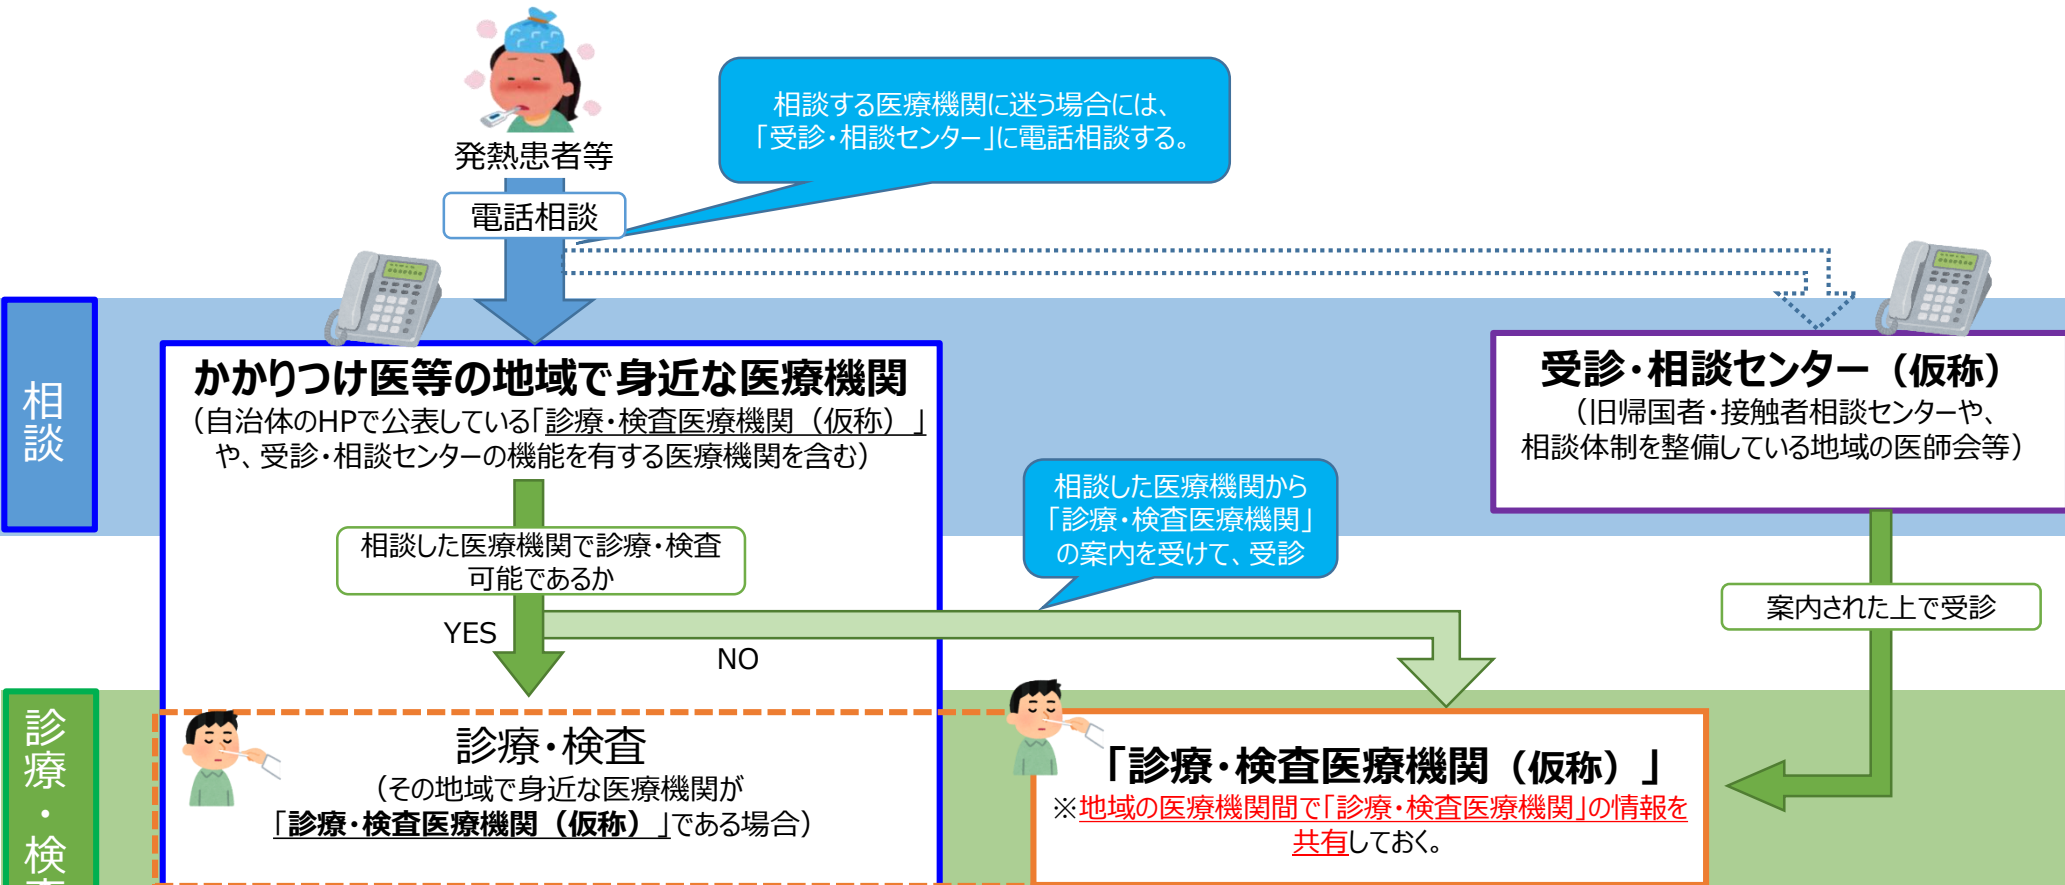 発熱患者等
相談する医療機関に迷う場合には、
「受診・相談センター」に電話相談する。
電話相談
相談
かかりつけ医等の地域で身近な医療機関
（自治体のHPで公表している「診療・検査医療機関（仮称）」
や、受診・相談センターの機能を有する医療機関を含む）
受診・相談センター（仮称）
（旧帰国者・接触者相談センターや、
相談体制を整備している地域の医師会等）
相談した医療機関から
「診療・検査医療機関」
の案内を受けて、受診
相談した医療機関で診療・検査
可能であるか
案内された上で受診
YES
NO
診療・検査
診療・検査
（その地域で身近な医療機関が
「診療・検査医療機関（仮称）」である場合）
「診療・検査医療機関（仮称）」
※地域の医療機関間で「診療・検査医療機関」の情報を
共有しておく。